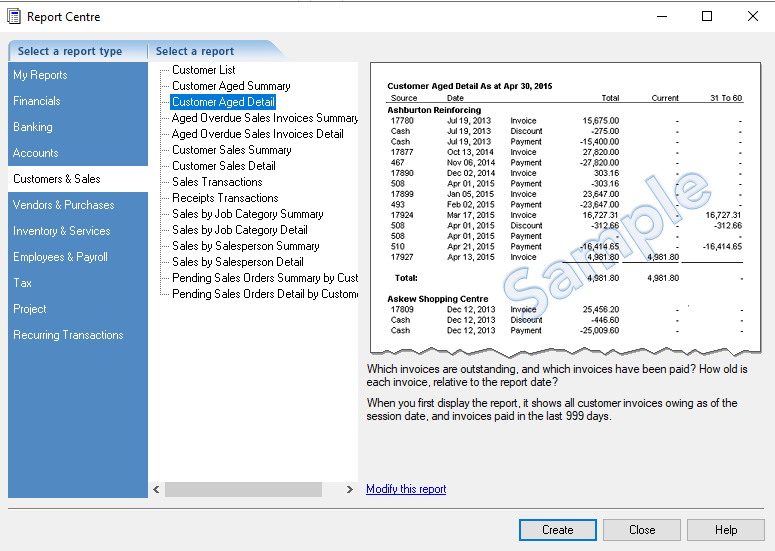 Report Centre
Select a report type
Select a report
My Reports
Financials
Banking
Accounts
Customers & Sales
Vendors & Purchases
Inventory & Services
Employees & Payroll
Tax
Project
Recurring Transactions
Customer List
Customer Aged Summary
Customer Aged Detail
Aged Overdue Sales Invoices Summary
Aged Overdue Sales Invoices Detail
Customer Sales Summary
Customer Sales Detail
Sales Transactions
Receipts Transactions
Sales by Job Category Summary
Sales by Job Category Detail
Sales by Salesperson Summary
Sales by Salesperson Detail
Pending Sales Orders Summary by Cust
Pending Sales Orders Detail by Custome
Customer Aged Detail As at Apr 30, 2015
Source Date Total Current 31 To 60
Ashburton Reinforcing
17780 Jul 19, 2013 Invoice 15,675.00 - -
Cash Jul 19, 2013 Discount -275.00 - -
Cash Jul 19, 2013 Payment -15,400.00 - -
17877 Oct 13, 2014 Invoice 27,820.00 - -
467 Nov 06, 2014 Payment -27,820.00 - -
17890 Dec 02, 2014 Invoice 303.16 - -
508 Apr 01, 2015 Payment -303.16 - -
17899 Jan 05, 2015 Invoice 23,647.00 - -
493 Feb 02, 2015 Payment -23,647.00 - -
17924 Mar 17, 2015 Invoice 16,727.31 - 16,727.31
508 Apr 01, 2015 Discount -312.66 - -312.66
508 Apr 01, 2015 Payment - - -
510 Apr 21, 2015 Payment -16,414.65 - -16,414.65
17927 Apr 13, 2015 Invoice 4,981.80 4,981.80 -
Total: 4,981.80 4,981.80 -
Askew Shopping Centre
17809 Dec 12, 2013 Invoice 25,456.20 - -
Cash Dec 12, 2013 Discount -446.60 - -
Cash Dec 12, 2013 Payment -25,009.60 - -
Sample
Which invoices are outstanding, and which invoices have been paid? How old is
each invoice, relative to the report date?
When you first display the report, it shows all customer invoices owing as of the
session date, and invoices paid in the last 999 days.
Modify this report
Create
Close
Help